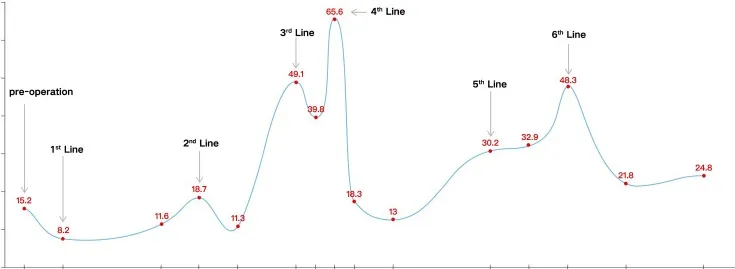 pre-operation
15.2
1st Line
8.2
11.6
2nd Line
18.7
11.3
3rd Line
49.1
39.8
65.6
4th Line
18.3
13
5th Line
30.2
32.9
6th Line
48.3
21.8
24.8